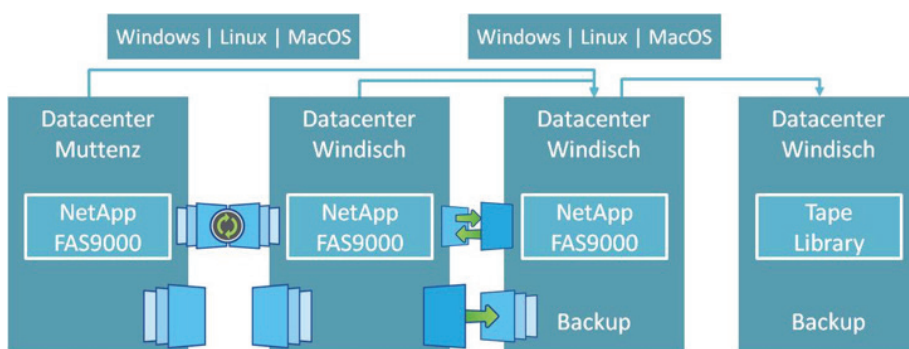 Windows | Linux | MacOS
Windows | Linux | MacOS
Datacenter
Muttenz
NetApp
FAS9000
Datacenter
Windisch
NetApp
FAS9000
Datacenter
Windisch
NetApp
FAS9000
Backup
Datacenter
Windisch
Tape
Library
Backup